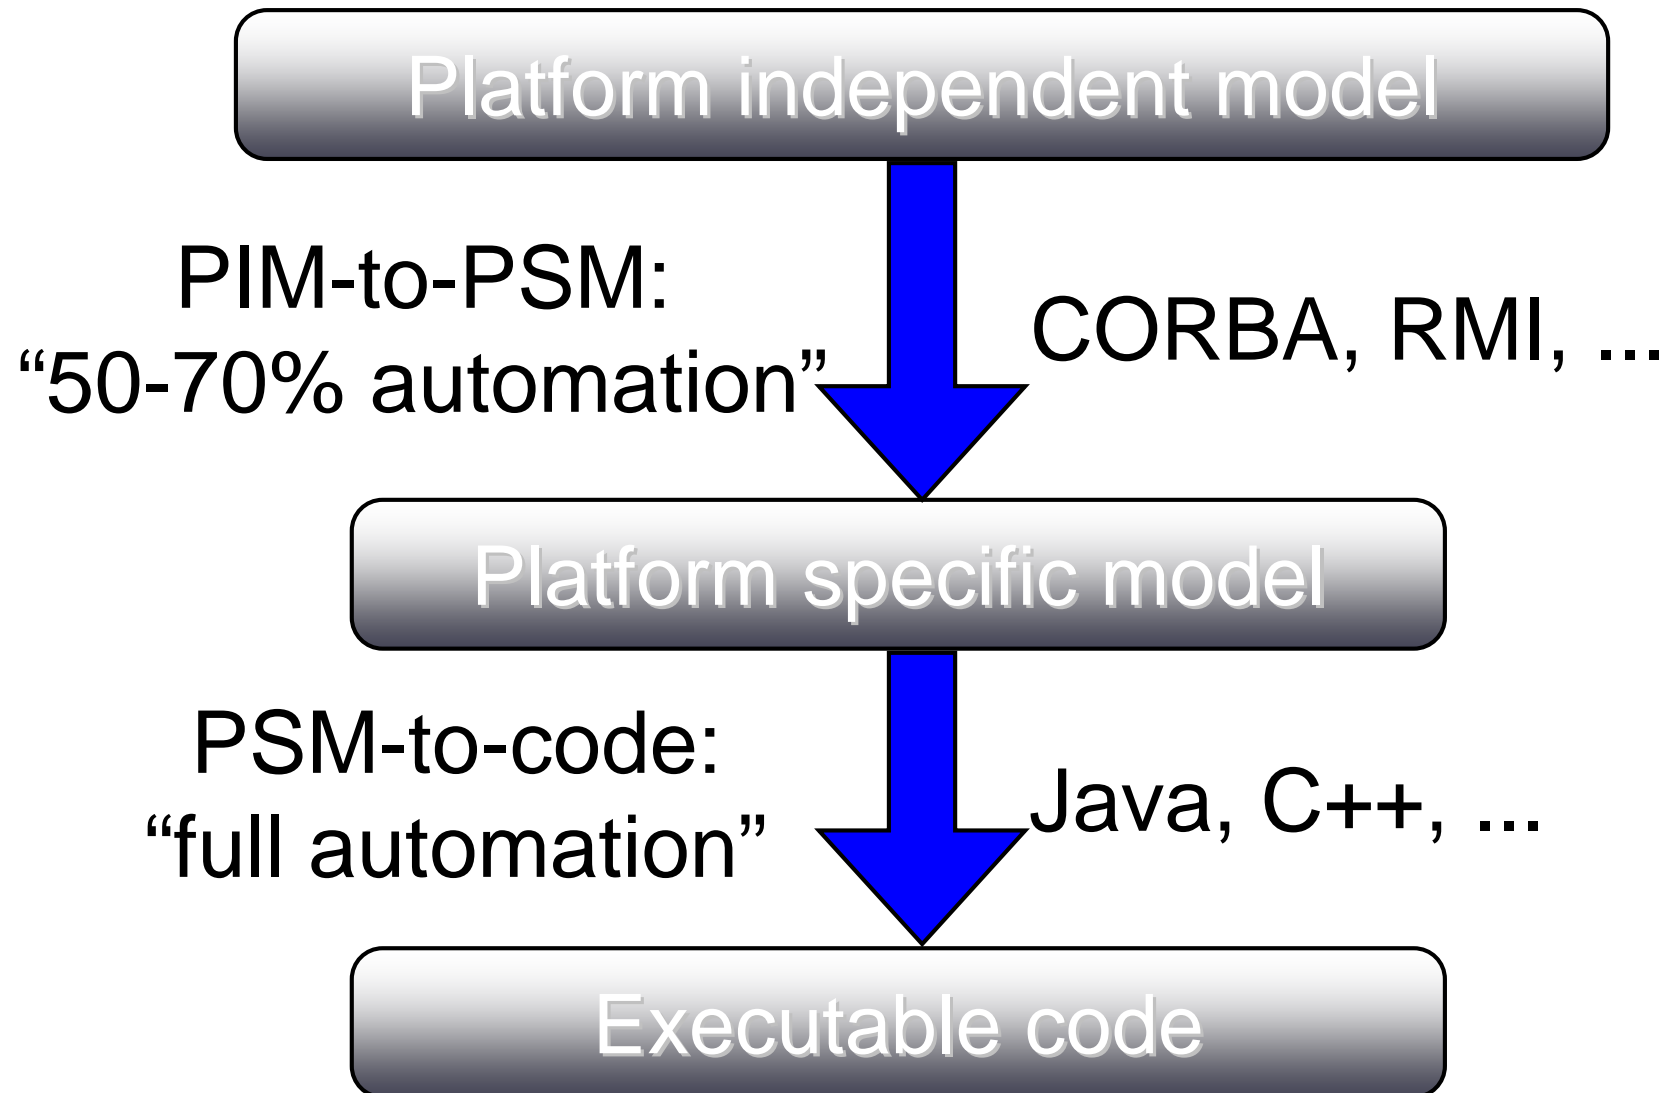 Platform independent model
PIM-to-PSM:
“50-70% automation”
CORBA, RMI, ...
Platform specific model
PSM-to-code:
“full automation”
Java, C++, ...
Executable code